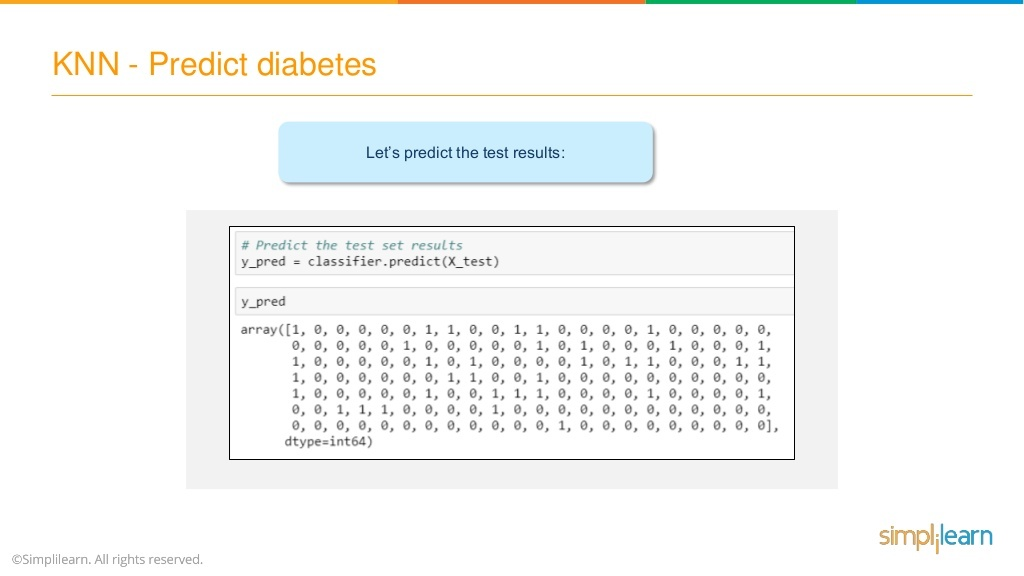 KNN - Predict diabetes
Let's predict the test results:
# Predict the test set results
y_pred = classifier.predict(X_test)
y_pred
array([1, 0, 0, 0, 0, 0, 1, 1, 0, 0, 1, 1, 0, 0, 0, 0, 1, 0, 0, 0, 0, 0,
0, 0, 0, 0, 0, 1, 0, 0, 0, 0, 0, 1, 0, 1, 0, 0, 0, 1, 0, 0, 0, 1,
1, 0, 0, 0, 0, 0, 1, 0, 1, 0, 0, 0, 0, 1, 0, 1, 1, 0, 0, 0, 1, 1,
1, 0, 0, 0, 0, 0, 0, 1, 1, 0, 0, 1, 0, 0, 0, 0, 0, 0, 0, 0, 0, 0,
1, 0, 0, 0, 0, 0, 1, 0, 0, 1, 1, 1, 0, 0, 0, 0, 1, 0, 0, 0, 0, 1,
0, 0, 1, 1, 1, 0, 0, 0, 0, 1, 0, 0, 0, 0, 0, 0, 0, 0, 0, 0, 0, 0,
0, 0, 0, 0, 0, 0, 0, 0, 0, 0, 0, 0, 1, 0, 0, 0, 0, 0, 0, 0, 0, 0],
dtype=int64)
simplilearn
©Simplilearn. All rights reserved.